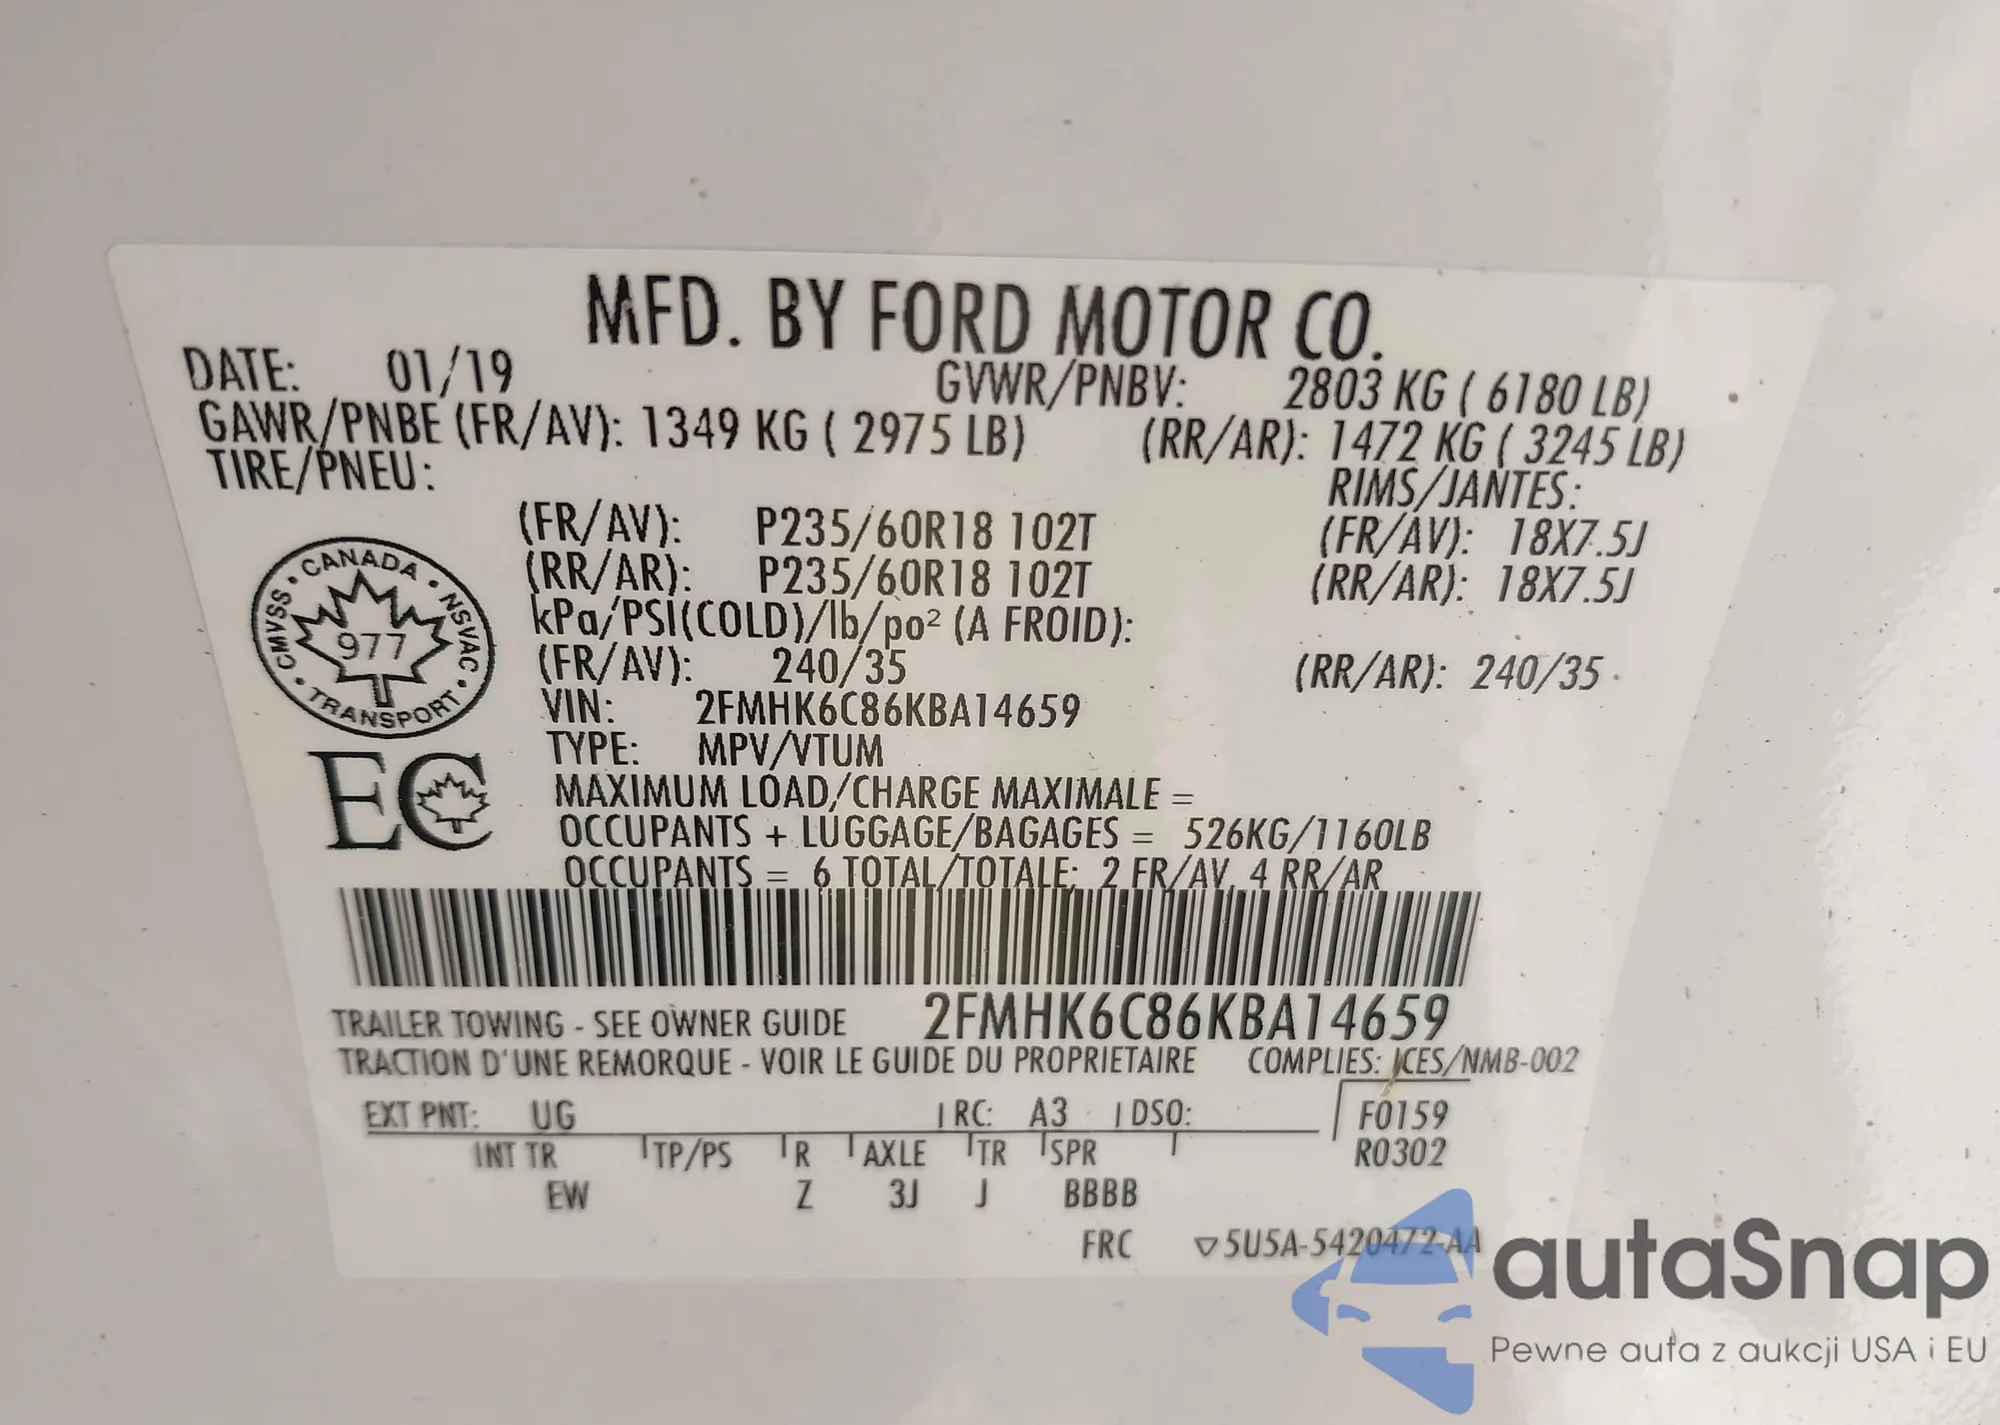 MFD. BY FORD MOTOR CO.
DATE: 01/19 GVWR/PNBV: 2803 KG ( 6180 LB)
GAWR/PNBE (FR/AV): 1349 KG ( 2975 LB) (RR/AR): 1472 KG ( 3245 LB)
TIRE/PNEU: RIMS/JANTES:
(FR/AV): P235/60R18 102T (FR/AV): 18X7.5J
(RR/AR): P235/60R18 102T (RR/AR): 18X7.5J
kPa/PSI(COLD)/lb/po² (A FROID):
(FR/AV): 240/35 (RR/AR): 240/35
CANADA • NSVAC • TRANSPORT • CMVSS •
977
VIN: 2FMHK6C86KBA14659
TYPE: MPV/VTUM
EC
MAXIMUM LOAD/CHARGE MAXIMALE =
OCCUPANTS + LUGGAGE/BAGAGES = 526KG/1160LB
OCCUPANTS = 6 TOTAL/TOTALE; 2 FR/AV, 4 RR/AR
TRAILER TOWING - SEE OWNER GUIDE 2FMHK6C86KBA14659
TRACTION D'UNE REMORQUE - VOIR LE GUIDE DU PROPRIETAIRE COMPLIES: ICES/NMB-002
EXT PNT: UG RC: A3 DSO: F0159
INT TR TP/PS R AXLE TR SPR R0302
EW Z 3J J BBBB
FRC ▽5U5A-5420472-AA
autaSnap
Pewne auta z aukcji USA i EU